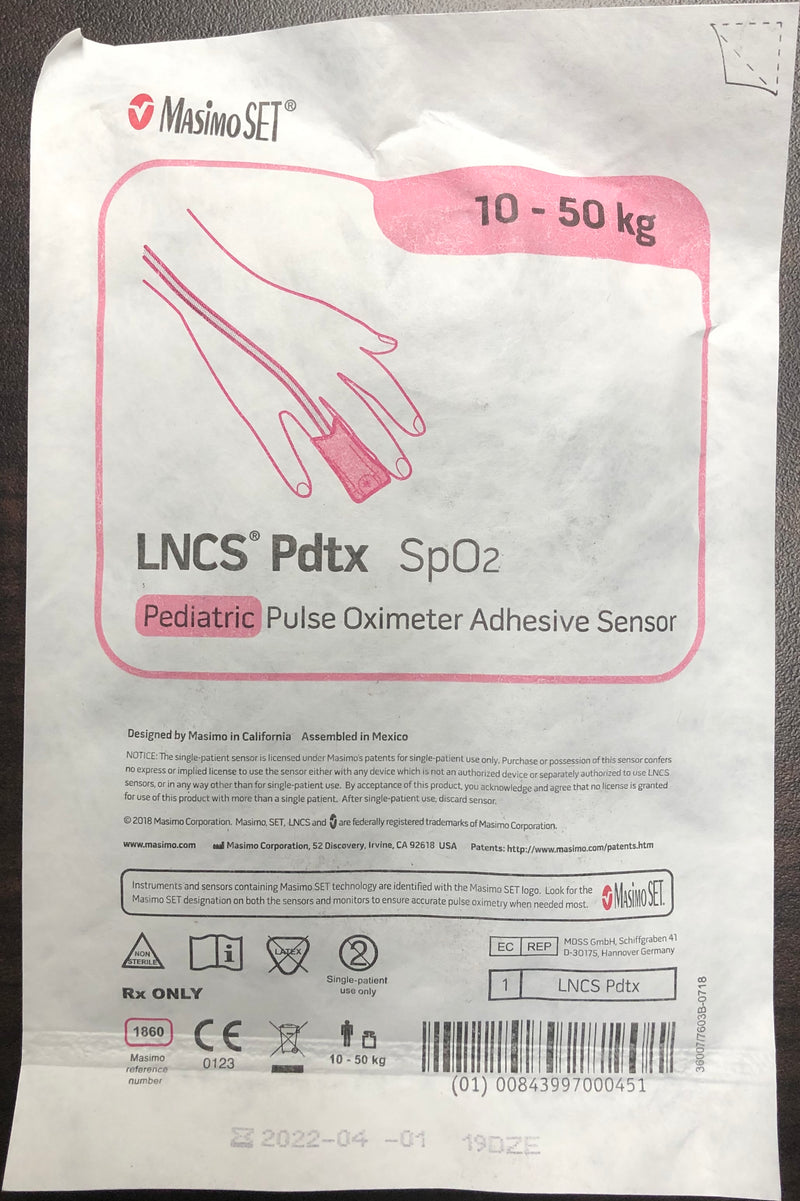 MASIMO SET®
10 - 50 kg
LNCS® Pdtx SpO2
Pediatric Pulse Oximeter Adhesive Sensor
Designed by Masimo in California Assembled in Mexico
NOTICE: The single-patient sensor is licensed under Masimo's patents for single-patient use only. Purchase or possession of this sensor confers
no express or implied license to use the sensor either with any device which is not an authorized device or separately authorized to use LNCS
sensors, or in any way other than for single-patient use. By acceptance of this product, you acknowledge and agree that no license is granted
for use of this product with more than a single patient. After single-patient use, discard sensor.
© 2018 Masimo Corporation. Masimo, SET, LNCS and are federally registered trademarks of Masimo Corporation.
www.masimo.com Masimo Corporation, 52 Discovery, Irvine, CA 92618 USA Patents: http://www.masimo.com/patents.htm
Instruments and sensors containing Masimo SET technology are identified with the Masimo SET logo. Look for the
Masimo SET designation on both the sensors and monitors to ensure accurate pulse oximetry when needed most.
MASIMO SET.
NON
STERILE
i
LATEX
2
Single-patient
use only
EC REP
MDSS GmbH, Schiffgraben 41
D-30175, Hannover Germany
Rx ONLY
1 LNCS Pdtx
1860
Masimo
reference
number
CE
0123
10 - 50 kg
(01) 00843997000451
36007/7603B-0718
2022-04 -01 19DZE